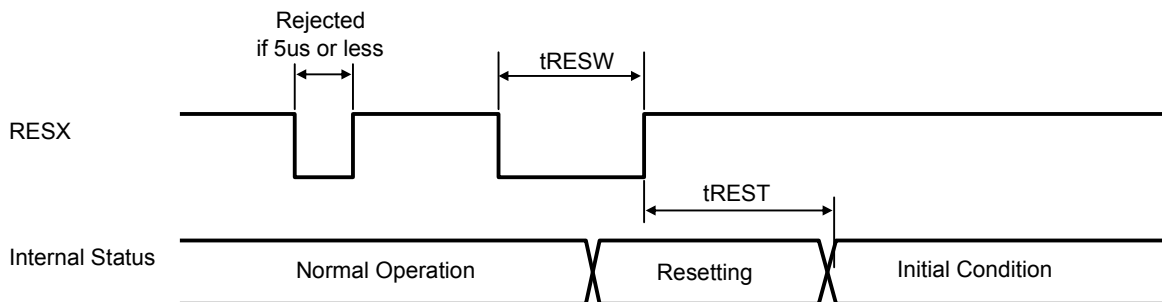 Rejected
if 5us or less
tRESW
RESX
tREST
Internal Status
Normal Operation
Resetting
Initial Condition